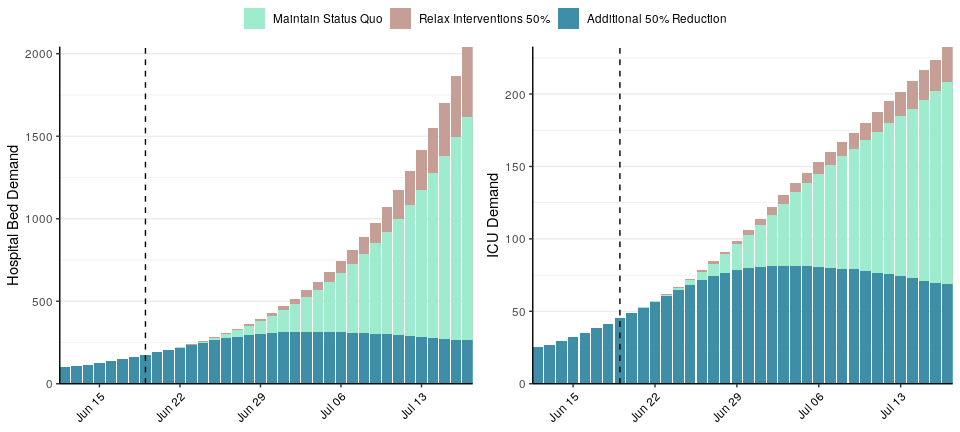 Maintain Status Quo Relax Interventions 50% Additional 50% Reduction
Hospital Bed Demand
2000
1500
1000
500
0
Jun 15 Jun 22 Jun 29 Jul 06 Jul 13
ICU Demand
200
150
100
50
0
Jun 15 Jun 22 Jun 29 Jul 06 Jul 13